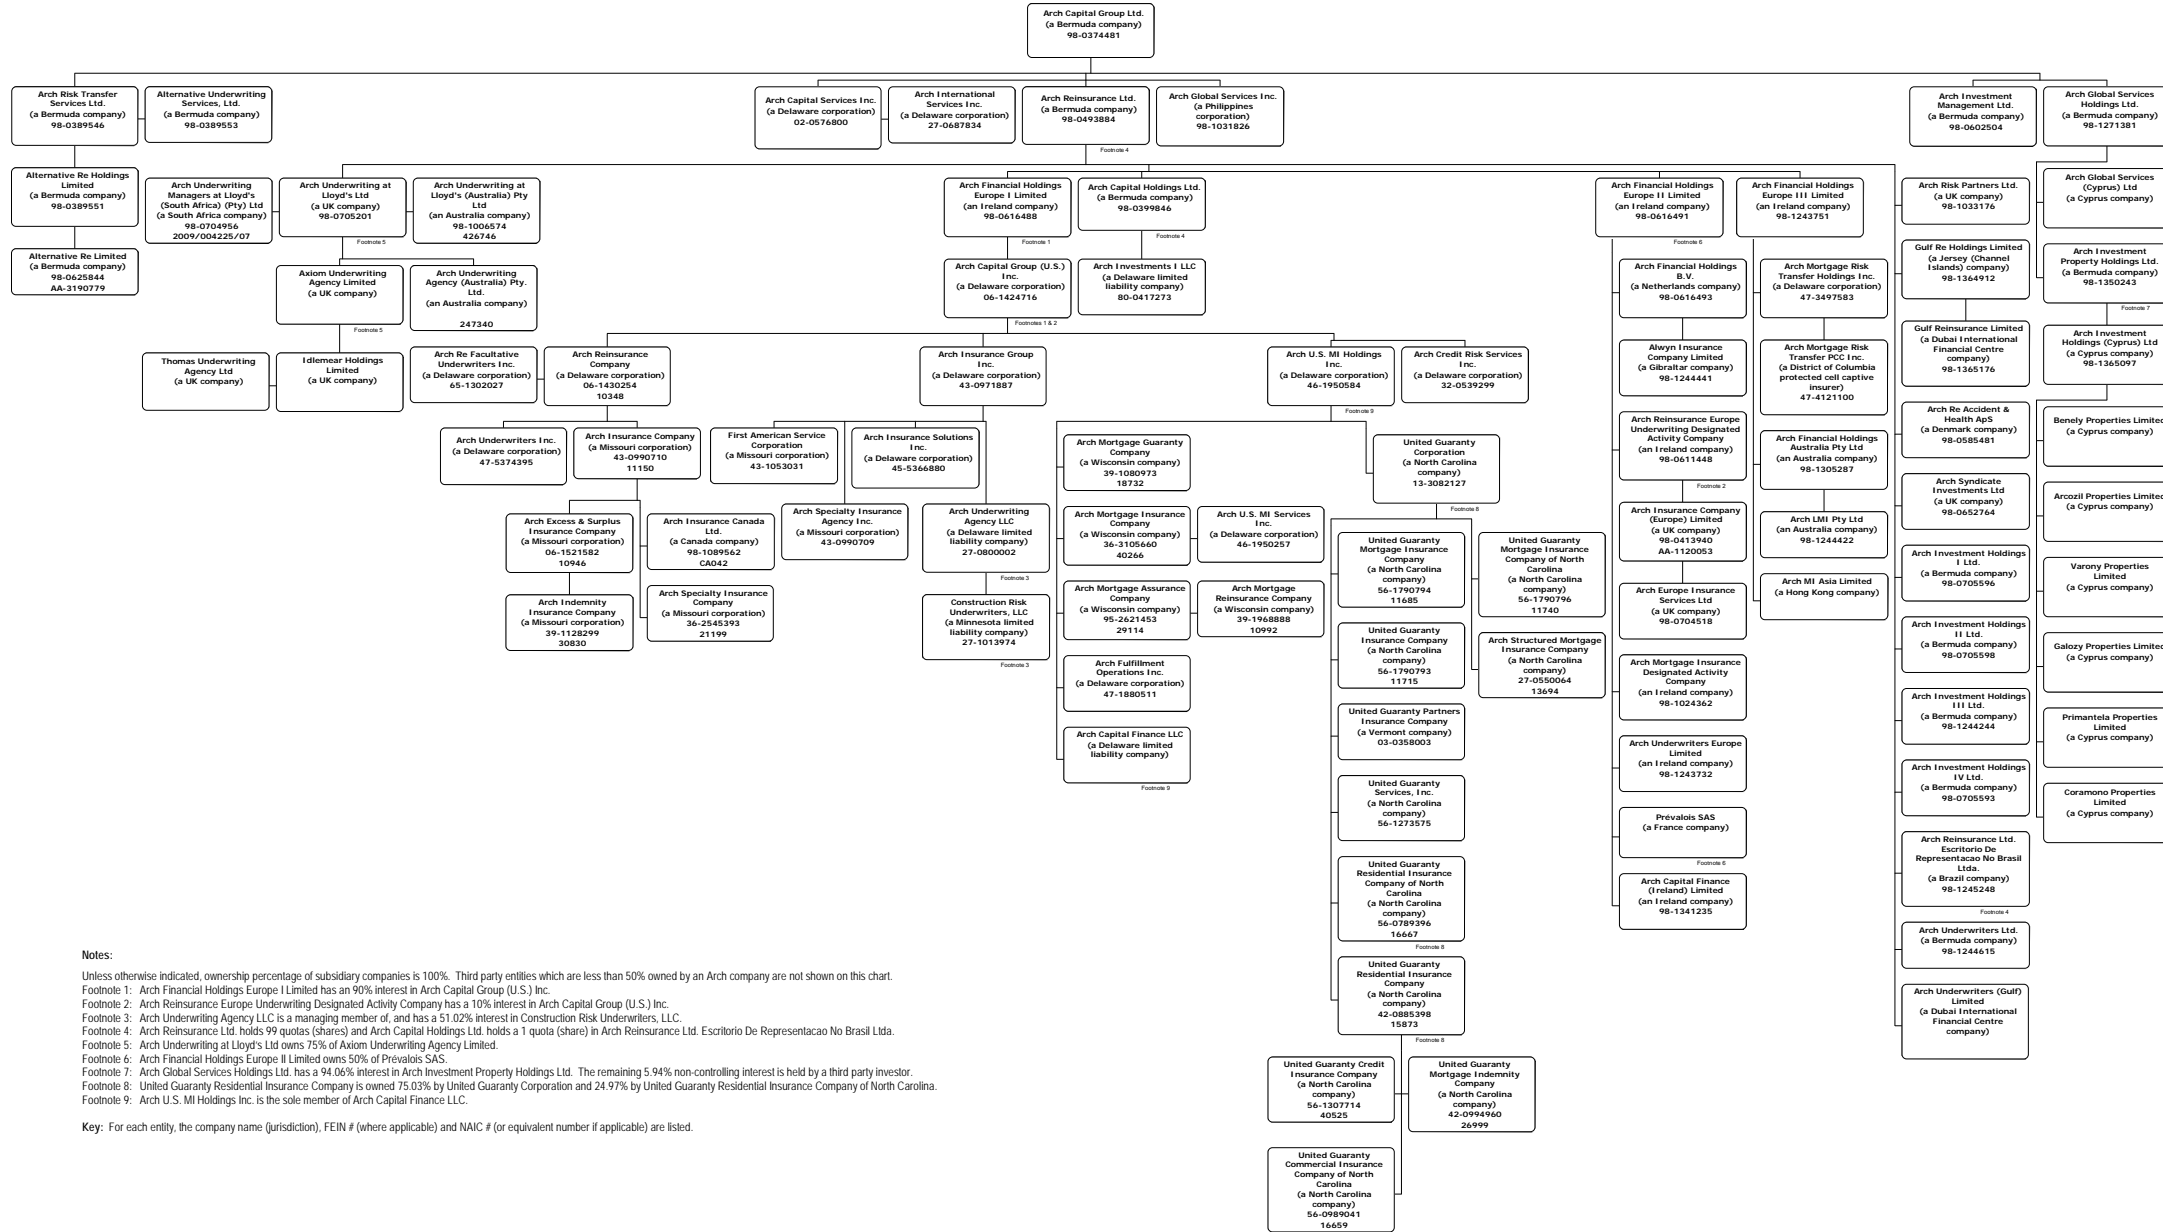 Arch Capital Group Ltd.
(a Bermuda company)
98-0374481
Arch Risk Transfer
Services Ltd.
(a Bermuda company)
98-0389546
Alternative Underwriting
Services, Ltd.
(a Bermuda company)
98-0389553
Arch Capital Services Inc.
(a Delaware corporation)
02-0576800
Arch International
Services Inc.
(a Delaware corporation)
27-0687834
Arch Reinsurance Ltd.
(a Bermuda company)
98-0493884
Footnote 4
Arch Global Services Inc.
(a Philippines
corporation)
98-1031826
Arch Investment
Management Ltd.
(a Bermuda company)
98-0602504
Arch Global Services
Holdings Ltd.
(a Bermuda company)
98-1271381
Alternative Re Holdings
Limited
(a Bermuda company)
98-0389551
Alternative Re Limited
(a Bermuda company)
98-0625844
AA-3190779
Arch Underwriting
Managers at Lloyd's
(South Africa) (Pty) Ltd
(a South Africa company)
98-0704956
2009/004225/07
Arch Underwriting at
Lloyd's Ltd
(a UK company)
98-0705201
Footnote 5
Arch Underwriting at
Lloyd's (Australia) Pty
Ltd
(an Australia company)
98-1006574
426746
Axiom Underwriting
Agency Limited
(a UK company)
Footnote 5
Arch Underwriting
Agency (Australia) Pty.
Ltd.
(an Australia company)
247340
Thomas Underwriting
Agency Ltd
(a UK company)
Idlemear Holdings
Limited
(a UK company)
Arch Financial Holdings
Europe I Limited
(an Ireland company)
98-0616488
Footnote 1
Arch Capital Holdings Ltd.
(a Bermuda company)
98-0399846
Footnote 4
Arch Capital Group (U.S.)
Inc.
(a Delaware corporation)
06-1424716
Footnotes 1 & 2
Arch Investments I LLC
(a Delaware limited
liability company)
80-0417273
Arch Re Facultative
Underwriters Inc.
(a Delaware corporation)
65-1302027
Arch Reinsurance
Company
(a Delaware corporation)
06-1430254
10348
Arch Insurance Group
Inc.
(a Delaware corporation)
43-0971887
Arch U.S. MI Holdings
Inc.
(a Delaware corporation)
46-1950584
Footnote 9
Arch Credit Risk Services
Inc.
(a Delaware corporation)
32-0539299
Arch Underwriters Inc.
(a Delaware corporation)
47-5374395
Arch Insurance Company
(a Missouri corporation)
43-0990710
11150
First American Service
Corporation
(a Missouri corporation)
43-1053031
Arch Insurance Solutions
Inc.
(a Delaware corporation)
45-5366880
Arch Excess & Surplus
Insurance Company
(a Missouri corporation)
06-1521582
10946
Arch Insurance Canada
Ltd.
(a Canada company)
98-1089562
CA042
Arch Indemnity
Insurance Company
(a Missouri corporation)
39-1128299
30830
Arch Specialty Insurance
Company
(a Missouri corporation)
36-2545393
21199
Arch Specialty Insurance
Agency Inc.
(a Missouri corporation)
43-0990709
Arch Underwriting
Agency LLC
(a Delaware limited
liability company)
27-0800002
Footnote 3
Construction Risk
Underwriters, LLC
(a Minnesota limited
liability company)
27-1013974
Footnote 3
Arch Mortgage Guaranty
Company
(a Wisconsin company)
39-1080973
18732
Arch Mortgage Insurance
Company
(a Wisconsin company)
36-3105660
40266
Arch U.S. MI Services
Inc.
(a Delaware corporation)
46-1950257
Arch Mortgage Assurance
Company
(a Wisconsin company)
95-2621453
29114
Arch Mortgage
Reinsurance Company
(a Wisconsin company)
39-1968888
10992
Arch Fulfillment
Operations Inc.
(a Delaware corporation)
47-1880511
Arch Capital Finance LLC
(a Delaware limited
liability company)
Footnote 9
United Guaranty
Corporation
(a North Carolina
company)
13-3082127
Footnote 8
United Guaranty
Mortgage Insurance
Company
(a North Carolina
company)
56-1790794
11685
United Guaranty
Mortgage Insurance
Company of North
Carolina
(a North Carolina
company)
56-1790796
11740
United Guaranty
Insurance Company
(a North Carolina
company)
56-1790793
11715
Arch Structured Mortgage
Insurance Company
(a North Carolina
company)
27-0550064
13694
United Guaranty Partners
Insurance Company
(a Vermont company)
03-0358003
United Guaranty
Services, Inc.
(a North Carolina
company)
56-1273575
United Guaranty
Residential Insurance
Company of North
Carolina
(a North Carolina
company)
56-0789396
16667
Footnote 8
United Guaranty
Residential Insurance
Company
(a North Carolina
company)
42-0885398
15873
Footnote 8
United Guaranty Credit
Insurance Company
(a North Carolina
company)
56-1307714
40525
United Guaranty
Mortgage Indemnity
Company
(a North Carolina
company)
42-0994960
26999
United Guaranty
Commercial Insurance
Company of North
Carolina
(a North Carolina
company)
56-0989041
16659
Arch Financial Holdings
Europe II Limited
(an Ireland company)
98-0616491
Footnote 6
Arch Financial Holdings
Europe III Limited
(an Ireland company)
98-1243751
Arch Financial Holdings
B.V.
(a Netherlands company)
98-0616493
Alwyn Insurance
Company Limited
(a Gibraltar company)
98-1244441
Arch Reinsurance Europe
Underwriting Designated
Activity Company
(an Ireland company)
98-0611448
Footnote 2
Arch Insurance Company
(Europe) Limited
(a UK company)
98-0413940
AA-1120053
Arch Europe Insurance
Services Ltd
(a UK company)
98-0704518
Arch Mortgage Insurance
Designated Activity
Company
(an Ireland company)
98-1024362
Arch Underwriters Europe
Limited
(an Ireland company)
98-1243732
Prévalois SAS
(a France company)
Footnote 6
Arch Capital Finance
(Ireland) Limited
(an Ireland company)
98-1341235
Arch Mortgage Risk
Transfer Holdings Inc.
(a Delaware corporation)
47-3497583
Arch Mortgage Risk
Transfer PCC Inc.
(a District of Columbia
protected cell captive
insurer)
47-4121100
Arch Financial Holdings
Australia Pty Ltd
(an Australia company)
98-1305287
Arch LMI Pty Ltd
(an Australia company)
98-1244422
Arch MI Asia Limited
(a Hong Kong company)
Arch Risk Partners Ltd.
(a UK company)
98-1033176
Gulf Re Holdings Limited
(a Jersey (Channel
Islands) company)
98-1364912
Gulf Reinsurance Limited
(a Dubai International
Financial Centre
company)
98-1365176
Arch Re Accident &
Health ApS
(a Denmark company)
98-0585481
Arch Syndicate
Investments Ltd
(a UK company)
98-0652764
Arch Investment Holdings
I Ltd.
(a Bermuda company)
98-0705596
Arch Investment Holdings
II Ltd.
(a Bermuda company)
98-0705598
Arch Investment Holdings
III Ltd.
(a Bermuda company)
98-1244244
Arch Investment Holdings
IV Ltd.
(a Bermuda company)
98-0705593
Arch Reinsurance Ltd.
Escritorio De
Representacao No Brasil
Ltda.
(a Brazil company)
98-1245248
Footnote 4
Arch Underwriters Ltd.
(a Bermuda company)
98-1244615
Arch Underwriters (Gulf)
Limited
(a Dubai International
Financial Centre
company)
Arch Global Services
(Cyprus) Ltd
(a Cyprus company)
Arch Investment
Property Holdings Ltd.
(a Bermuda company)
98-1350243
Footnote 7
Arch Investment
Holdings (Cyprus) Ltd
(a Cyprus company)
98-1365097
Benely Properties Limited
(a Cyprus company)
Arcozil Properties Limited
(a Cyprus company)
Varony Properties
Limited
(a Cyprus company)
Galozy Properties Limited
(a Cyprus company)
Primantela Properties
Limited
(a Cyprus company)
Coramono Properties
Limited
(a Cyprus company)
Notes:
Unless otherwise indicated, ownership percentage of subsidiary companies is 100%. Third party entities which are less than 50% owned by an Arch company are not shown on this chart.
Footnote 1: Arch Financial Holdings Europe I Limited has an 90% interest in Arch Capital Group (U.S.) Inc.
Footnote 2: Arch Reinsurance Europe Underwriting Designated Activity Company has a 10% interest in Arch Capital Group (U.S.) Inc.
Footnote 3: Arch Underwriting Agency LLC is a managing member of, and has a 51.02% interest in Construction Risk Underwriters, LLC.
Footnote 4: Arch Reinsurance Ltd. holds 99 quotas (shares) and Arch Capital Holdings Ltd. holds a 1 quota (share) in Arch Reinsurance Ltd. Escritorio De Representacao No Brasil Ltda.
Footnote 5: Arch Underwriting at Lloyd's Ltd owns 75% of Axiom Underwriting Agency Limited.
Footnote 6: Arch Financial Holdings Europe II Limited owns 50% of Prévalois SAS.
Footnote 7: Arch Global Services Holdings Ltd. has a 94.06% interest in Arch Investment Property Holdings Ltd. The remaining 5.94% non-controlling interest is held by a third party investor.
Footnote 8: United Guaranty Residential Insurance Company is owned 75.03% by United Guaranty Corporation and 24.97% by United Guaranty Residential Insurance Company of North Carolina.
Footnote 9: Arch U.S. MI Holdings Inc. is the sole member of Arch Capital Finance LLC.
Key: For each entity, the company name (jurisdiction), FEIN # (where applicable) and NAIC # (or equivalent number if applicable) are listed.